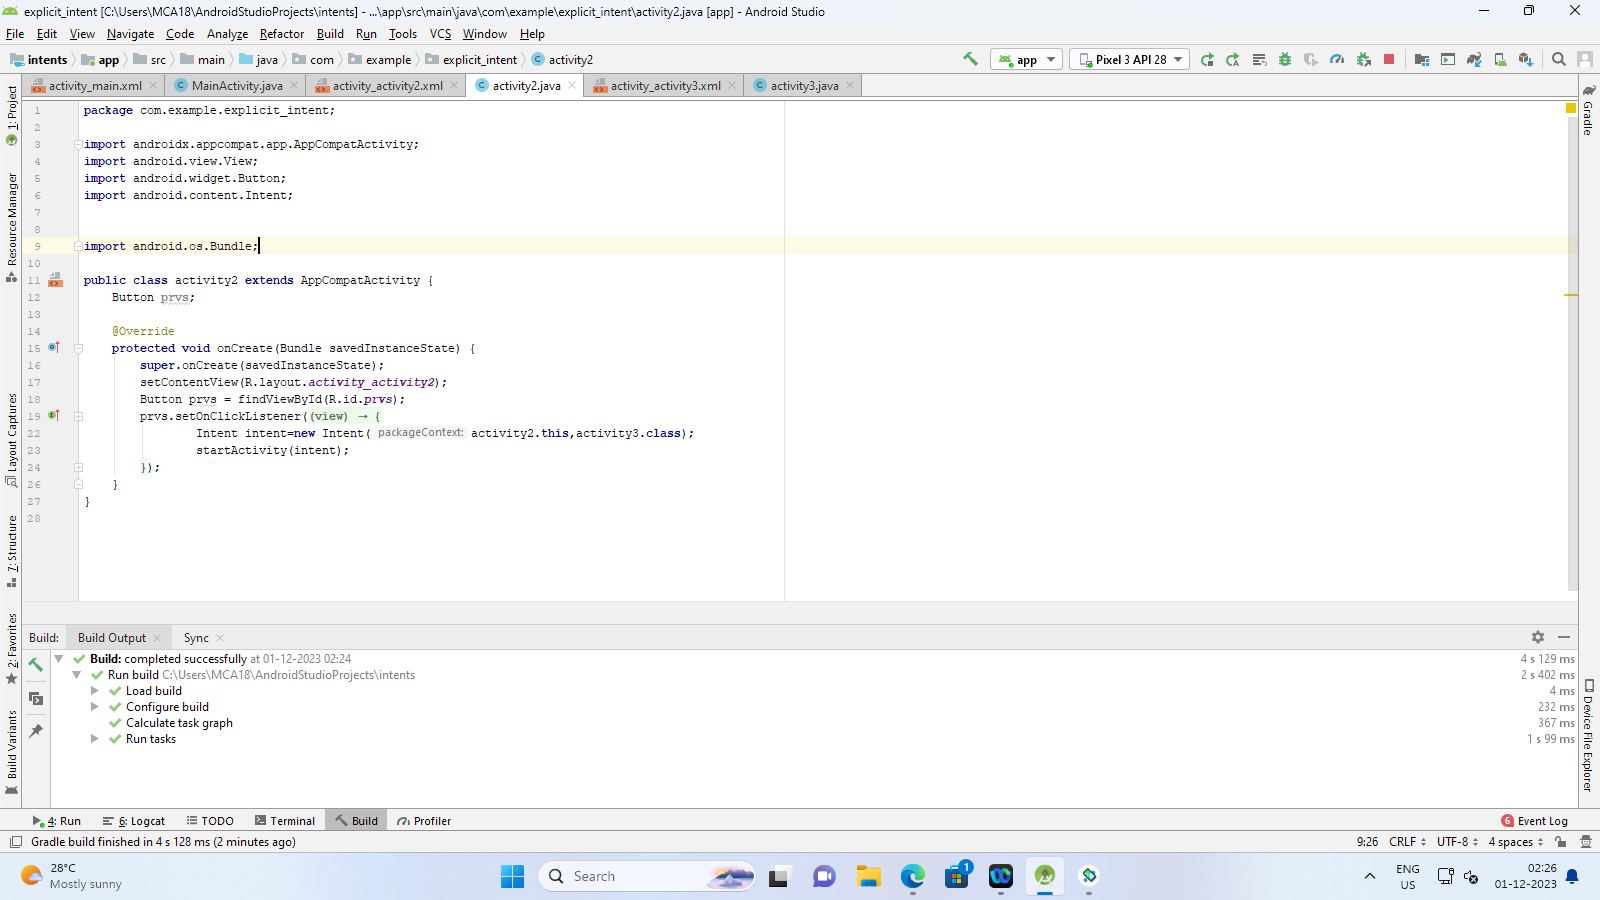 explicit_intent [C:\Users\MCA18\AndroidStudioProjects\intents] - ...\app\src\main\java\com\example\explicit_intent\activity2.java [app] - Android Studio
File Edit View Navigate Code Analyze Refactor Build Run Tools VCS Window Help
intents app src main java com example explicit_intent activity2 app Pixel 3 API 28
activity_main.xml MainActivity.java activity_activity2.xml activity2.java activity_activity3.xml activity3.java
1 package com.example.explicit_intent;
2
3 import androidx.appcompat.app.AppCompatActivity;
4 import android.view.View;
5 import android.widget.Button;
6 import android.content.Intent;
7
8
9 import android.os.Bundle;
10
11 public class activity2 extends AppCompatActivity {
12 Button prvs;
13
14 @Override
15 protected void onCreate(Bundle savedInstanceState) {
16 super.onCreate(savedInstanceState);
17 setContentView(R.layout.activity_activity2);
18 Button prvs = findViewById(R.id.prvs);
19 prvs.setOnClickListener((view) → {
22 Intent intent=new Intent( packageContext: activity2.this,activity3.class);
23 startActivity(intent);
24 });
26 }
27 }
28
1: Project
Resource Manager
Layout Captures
7: Structure
2: Favorites
Build Variants
Gradle
Device File Explorer
Build: Build Output Sync
Build: completed successfully at 01-12-2023 02:24 4 s 129 ms
Run build C:\Users\MCA18\AndroidStudioProjects\intents 2 s 402 ms
Load build 4 ms
Configure build 232 ms
Calculate task graph 367 ms
Run tasks 1 s 99 ms
4: Run 6: Logcat TODO Terminal Build Profiler 6 Event Log
Gradle build finished in 4 s 128 ms (2 minutes ago) 9:26 CRLF UTF-8 4 spaces
28°C
Mostly sunny
Search
1
ENG
US
02:26
01-12-2023